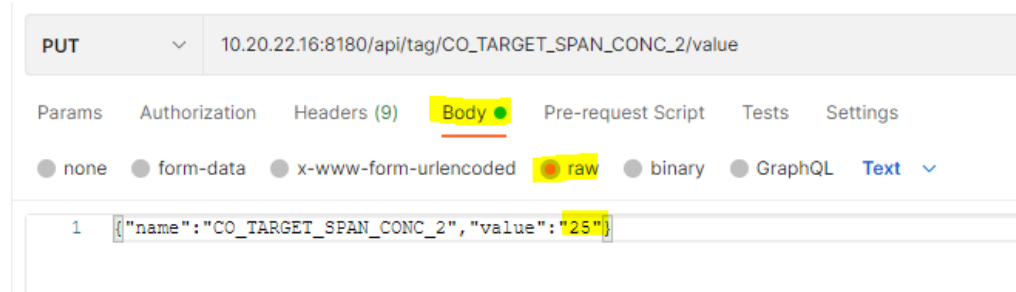 PUT 10.20.22.16:8180/api/tag/CO_TARGET_SPAN_CONC_2/value
Params Authorization Headers (9) Body Pre-request Script Tests Settings
none form-data x-www-form-urlencoded raw binary GraphQL Text
1 {"name":"CO_TARGET_SPAN_CONC_2","value":"25"}